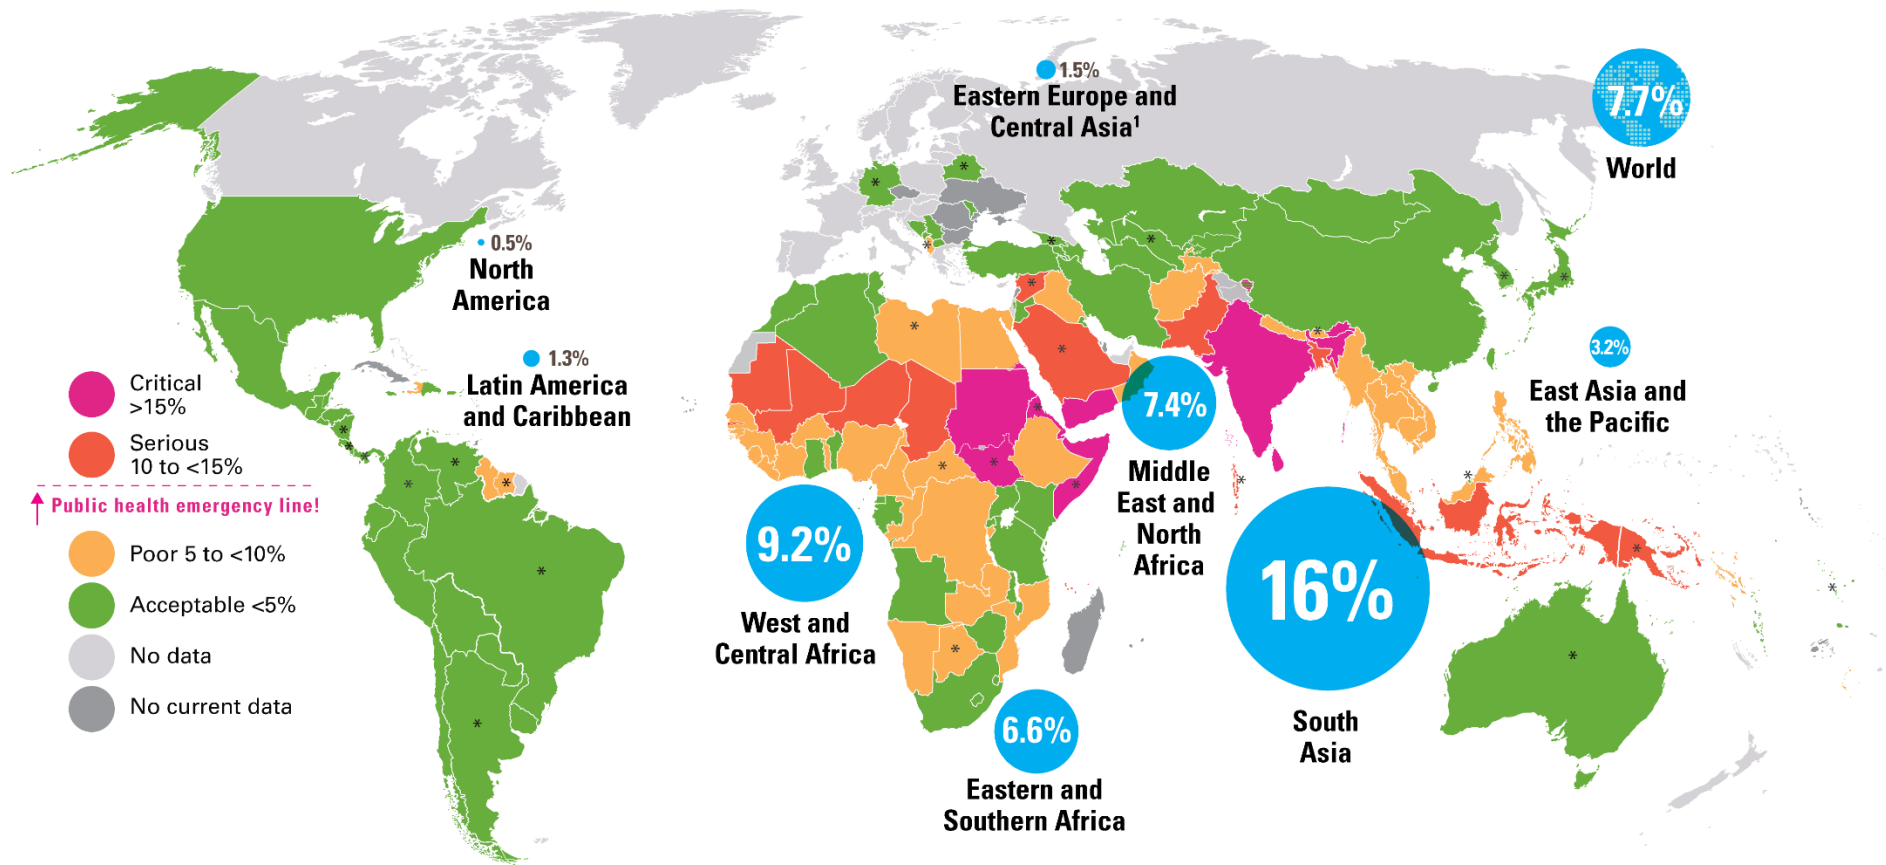 1.5%
Eastern Europe and
Central Asia¹
7.7%
World
0.5%
North
America
1.3%
Latin America
and Caribbean
3.2%
East Asia and
the Pacific
Critical
>15%
Serious
10 to <15%
Public health emergency line!
Poor 5 to <10%
Acceptable <5%
No data
No current data
7.4%
Middle
East and
North
Africa
9.2%
West and
Central Africa
16%
South
Asia
6.6%
Eastern and
Southern Africa